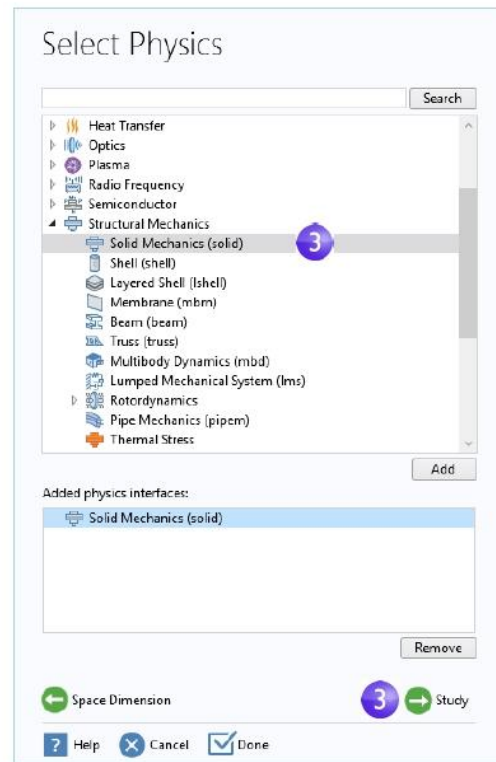 Select Physics
Search
Heat Transfer
Optics
Plasma
Radio Frequency
Semiconductor
Structural Mechanics
Solid Mechanics (solid) 3
Shell (shell)
Layered Shell (lshell)
Membrane (mbrn)
Beam (beam)
Truss (truss)
Multibody Dynamics (mbd)
Lumped Mechanical System (lms)
Rotordynamics
Pipe Mechanics (pipem)
Thermal Stress
Add
Added physics interfaces:
Solid Mechanics (solid)
Remove
Space Dimension 3 Study
? Help Cancel Done